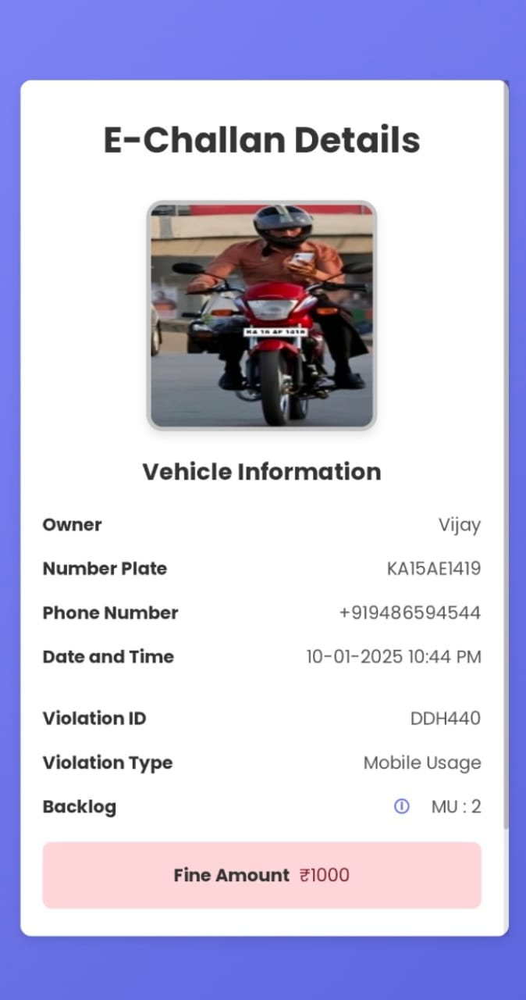 E-Challan Details
KA 15 AE 1419
Vehicle Information
Owner Vijay
Number Plate KA15AE1419
Phone Number +919486594544
Date and Time 10-01-2025 10:44 PM
Violation ID DDH440
Violation Type Mobile Usage
Backlog MU : 2
Fine Amount ₹1000